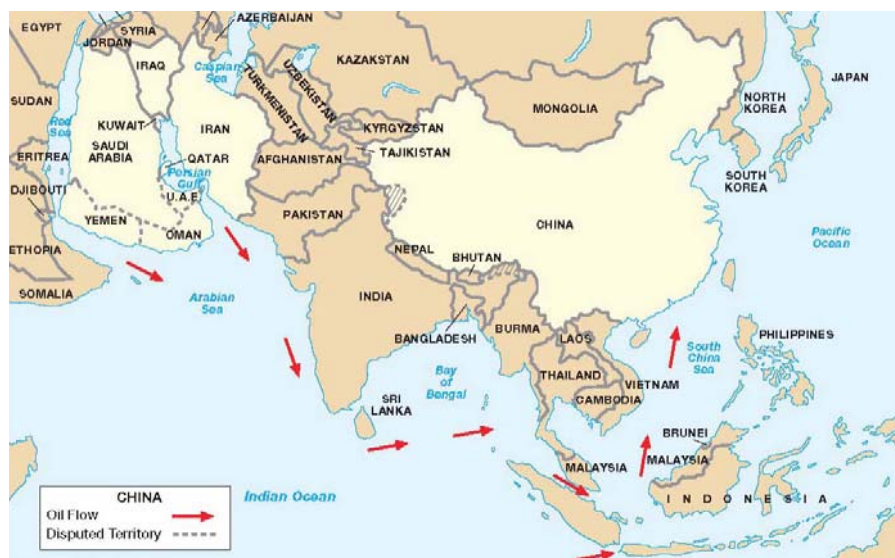 EGYPT
SYRIA
JORDAN
IRAQ
AZERBAIJAN
Caspian
Sea
KAZAKSTAN
UZBEKISTAN
TURKMENISTAN
KYRGYZSTAN
TAJIKISTAN
MONGOLIA
NORTH
KOREA
JAPAN
SOUTH
KOREA
SUDAN
Red
Sea
KUWAIT
SAUDI
ARABIA
IRAN
QATAR
Persian
Gulf
U.A.E.
AFGHANISTAN
ERITREA
DJIBOUTI
YEMEN
OMAN
PAKISTAN
CHINA
NEPAL
BHUTAN
Pacific
Ocean
ETHOPIA
SOMALIA
Arabian
Sea
INDIA
BANGLADESH
BURMA
LAOS
THAILAND
VIETNAM
CAMBODIA
South
China
Sea
PHILIPPINES
Bay
of
Bengal
SRI
LANKA
BRUNEI
MALAYSIA
MALAYSIA
INDONESIA
Indian Ocean
CHINA
Oil Flow
Disputed Territory